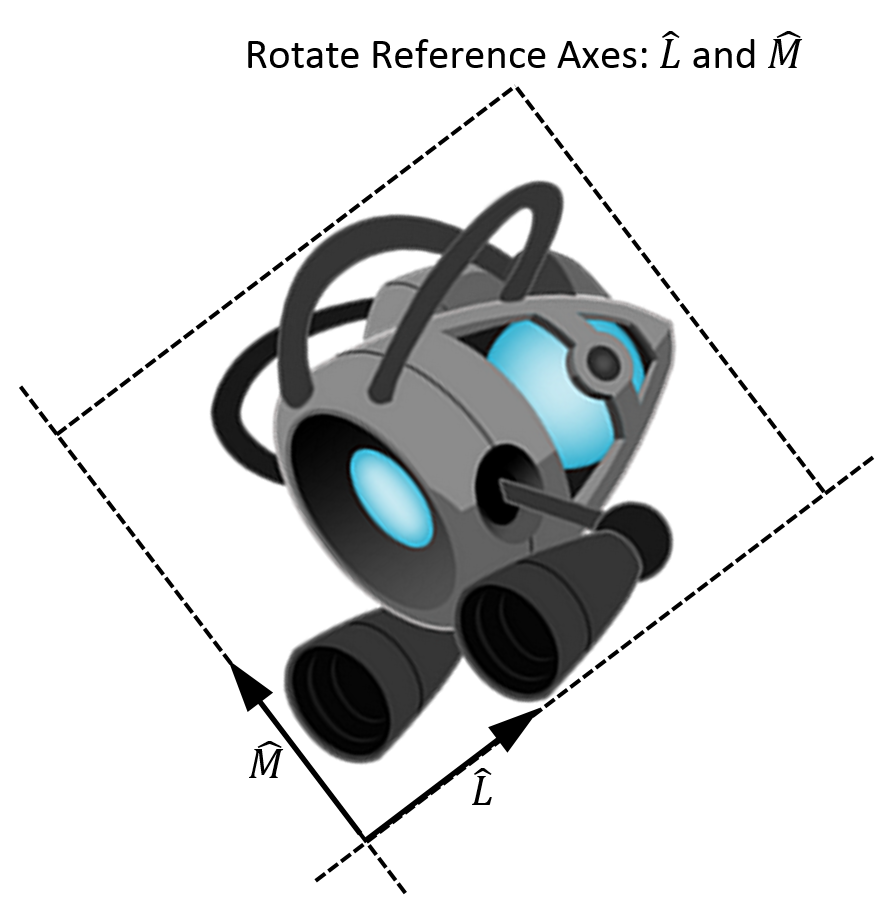 Rotate Reference Axes: L̂ and M̂
M̂
L̂